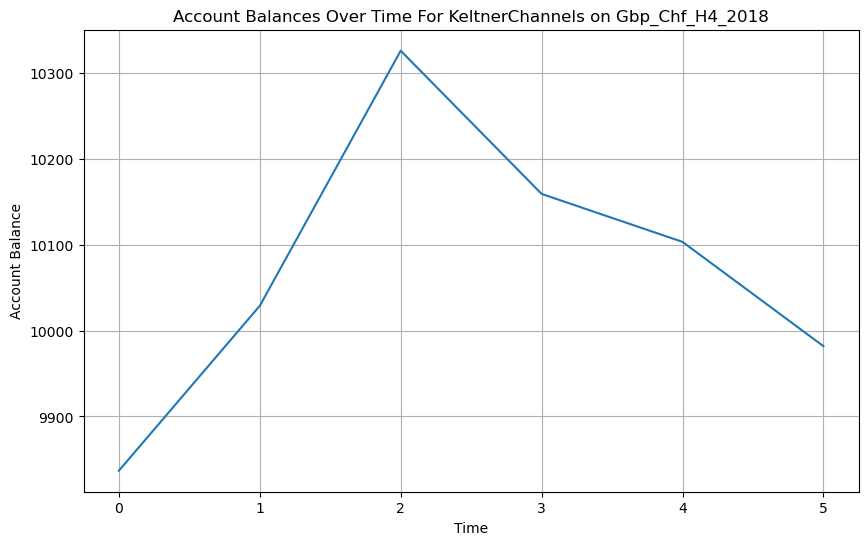 Account Balances Over Time For KeltnerChannels on Gbp_Chf_H4_2018
Account Balance
10300
10200
10100
10000
9900
0 1 2 3 4 5
Time